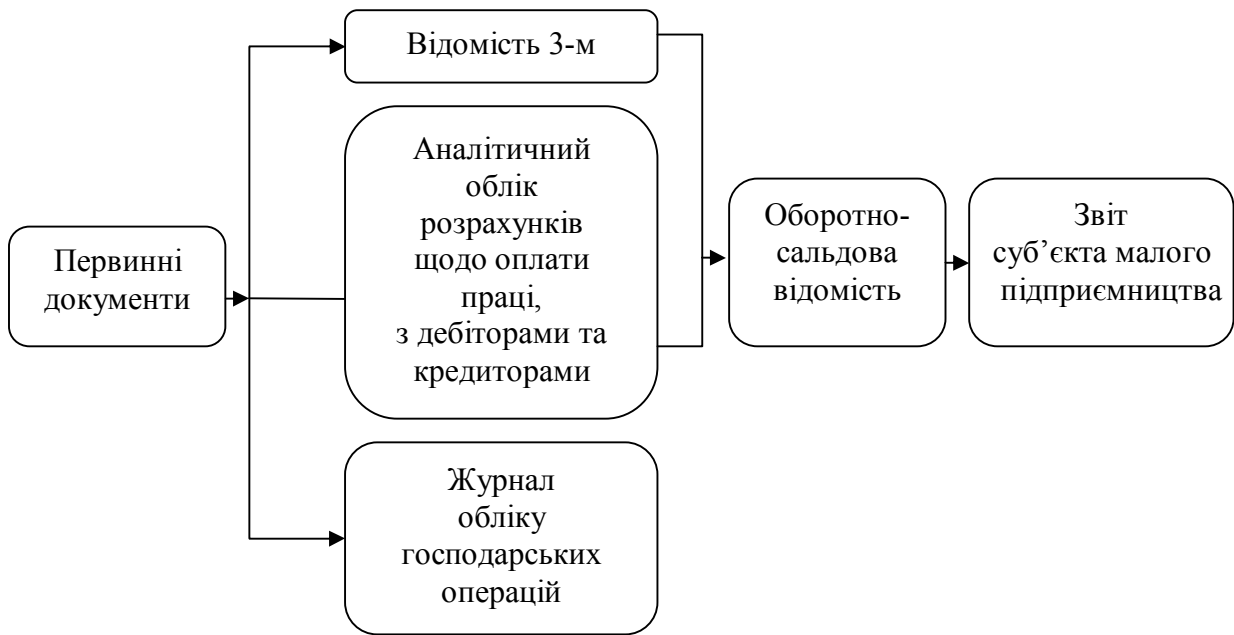 Відомість 3-м
Аналітичний
облік
розрахунків
щодо оплати
праці,
з дебіторами та
кредиторами
Первинні
документи
Журнал
обліку
господарських
операцій
Оборотно-
сальдова
відомість
Звіт
суб’єкта малого
підприємництва